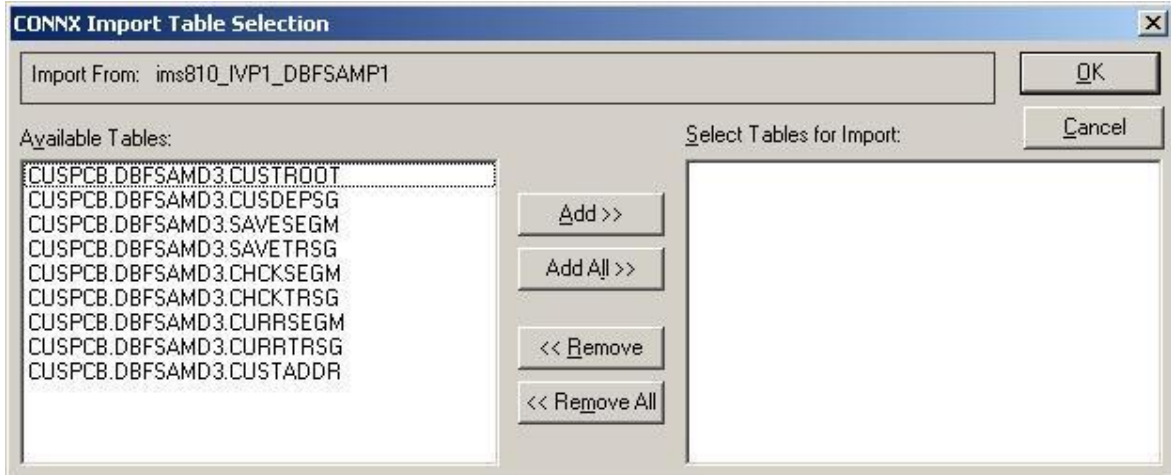 CONNX Import Table Selection
Import From: ims810_IVP1_DBFSAMP1
OK
Cancel
Available Tables:
Select Tables for Import:
CUSPCB.DBFSAMD3.CUSTROOT
CUSPCB.DBFSAMD3.CUSDEPSG
CUSPCB.DBFSAMD3.SAVESEGM
CUSPCB.DBFSAMD3.SAVETRSG
CUSPCB.DBFSAMD3.CHCKSEGM
CUSPCB.DBFSAMD3.CHCKTRSG
CUSPCB.DBFSAMD3.CURRSEGM
CUSPCB.DBFSAMD3.CURRTRSG
CUSPCB.DBFSAMD3.CUSTADDR
Add >>
Add All >>
<< Remove
<< Remove All